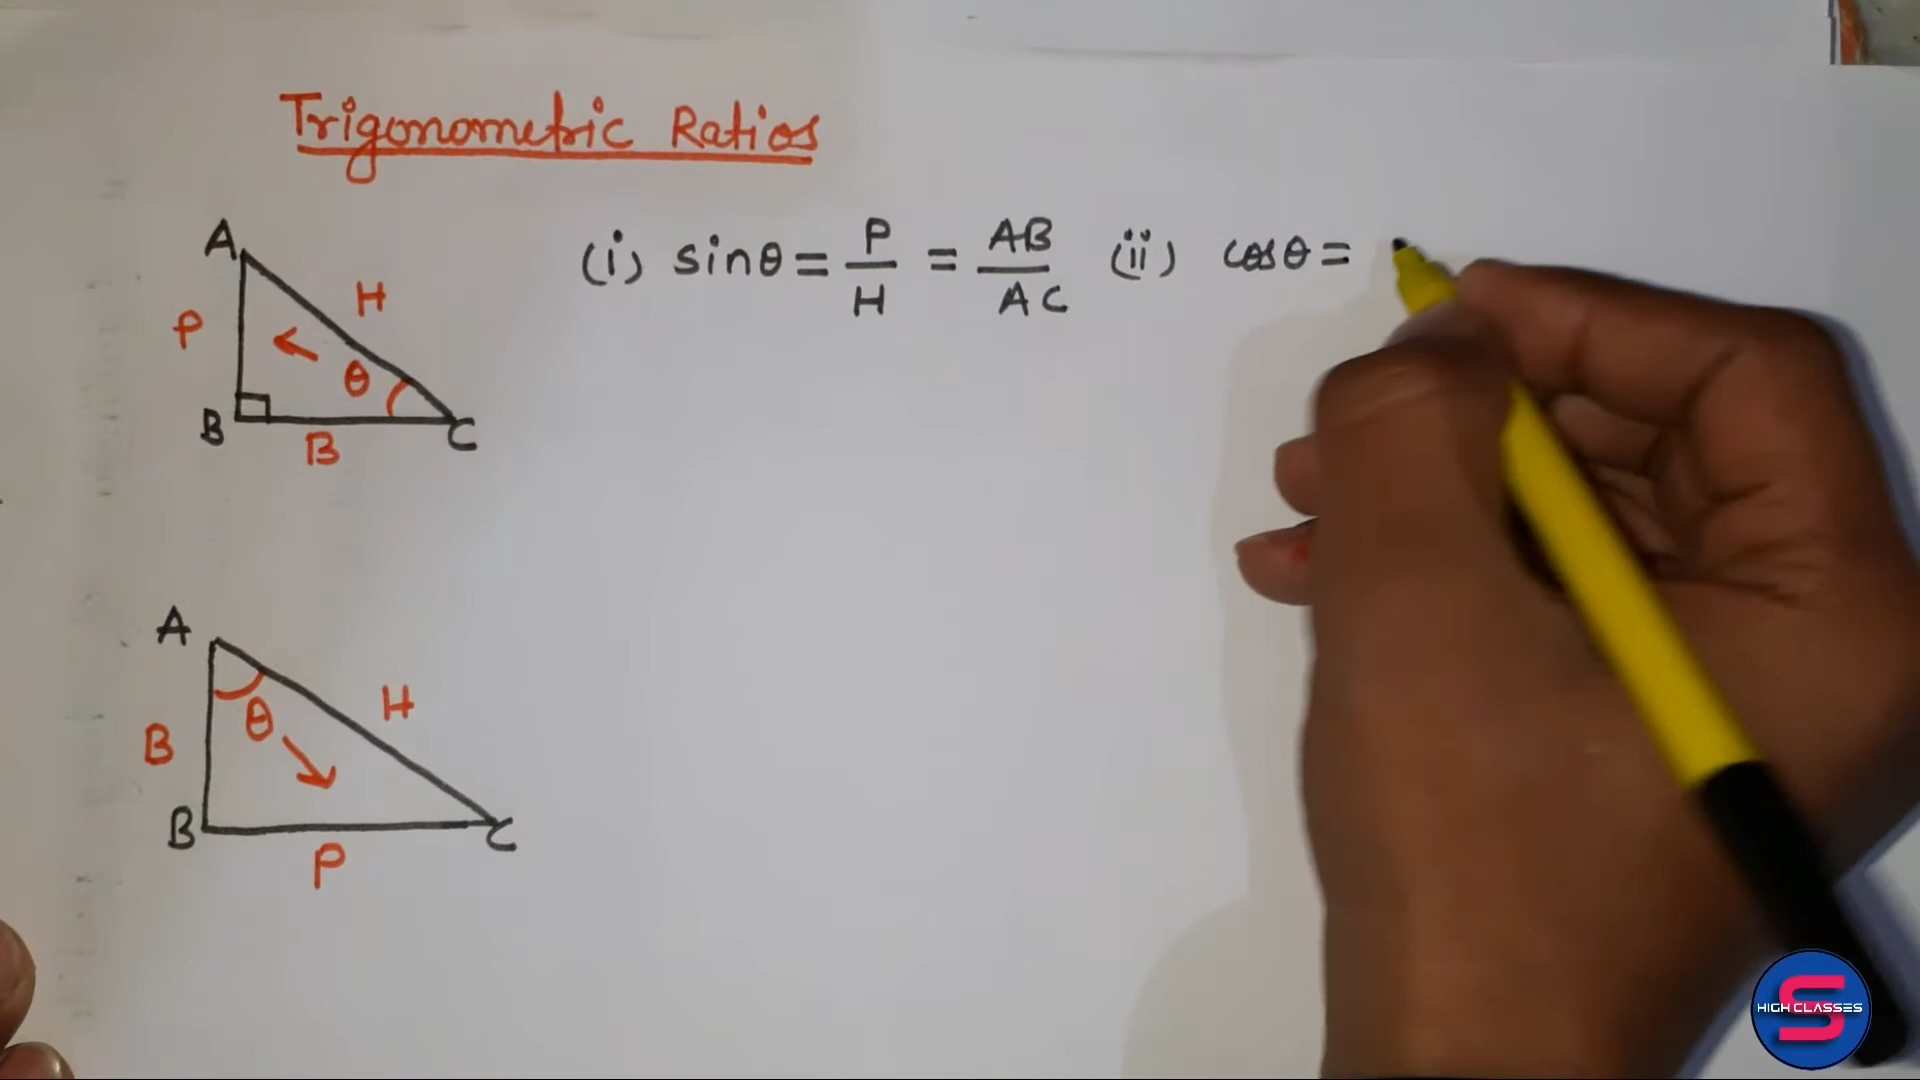 Trigonometric Ratios
(i) sinθ = P/H = AB/AC (ii) cosθ =
A
H
P
θ
B
B
C
A
H
θ
B
B
C
P
S
HIGH CLASSES